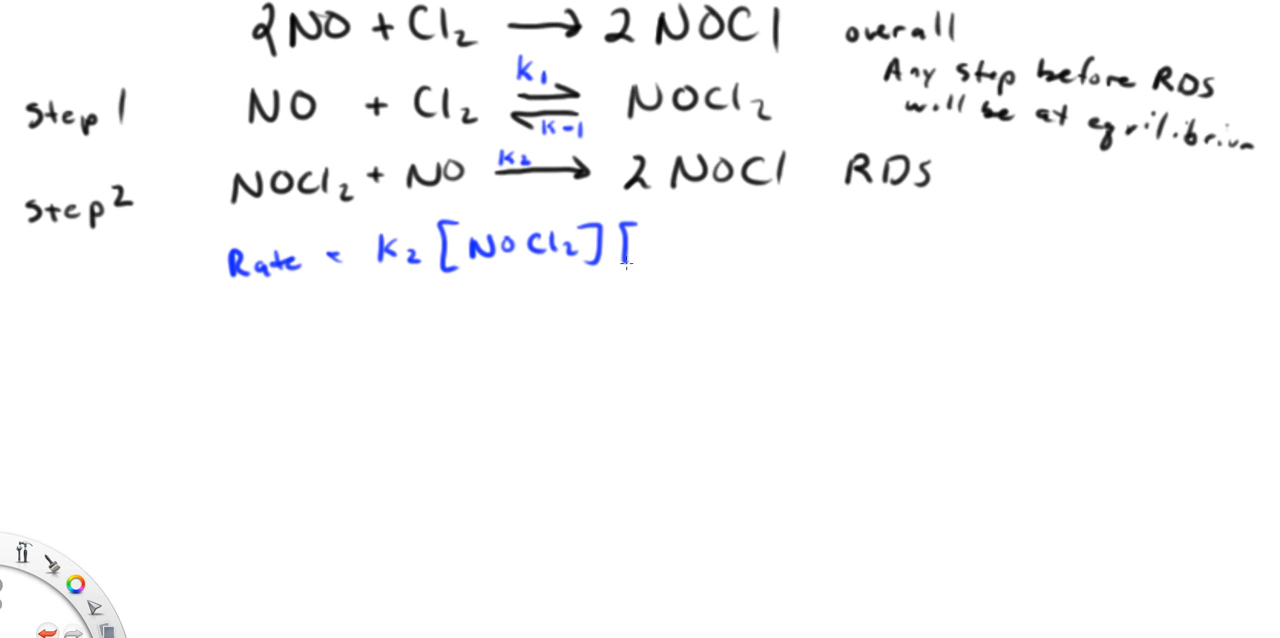 2NO + Cl₂ → 2 NOCl overall
Any step before RDS
will be at eqrilibrium
Step 1 NO + Cl₂ k₁ ⇌ k-1 NOCl₂
Step 2 NOCl₂ + NO k₂ → 2 NOCl RDS
Rate = k₂ [NOCl₂] [